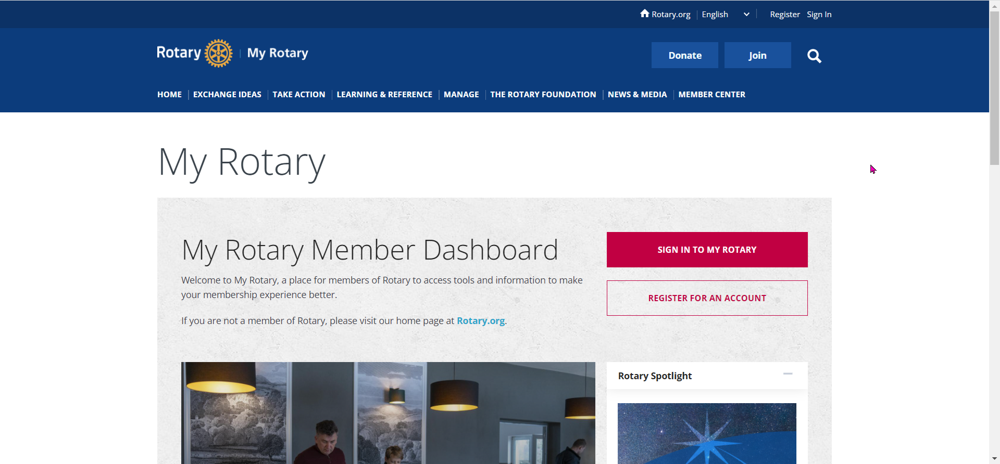 Rotary.org English Register Sign In
Rotary My Rotary Donate Join
HOME EXCHANGE IDEAS TAKE ACTION LEARNING & REFERENCE MANAGE THE ROTARY FOUNDATION NEWS & MEDIA MEMBER CENTER
My Rotary
My Rotary Member Dashboard
Welcome to My Rotary, a place for members of Rotary to access tools and information to make
your membership experience better.
If you are not a member of Rotary, please visit our home page at Rotary.org.
SIGN IN TO MY ROTARY
REGISTER FOR AN ACCOUNT
Rotary Spotlight